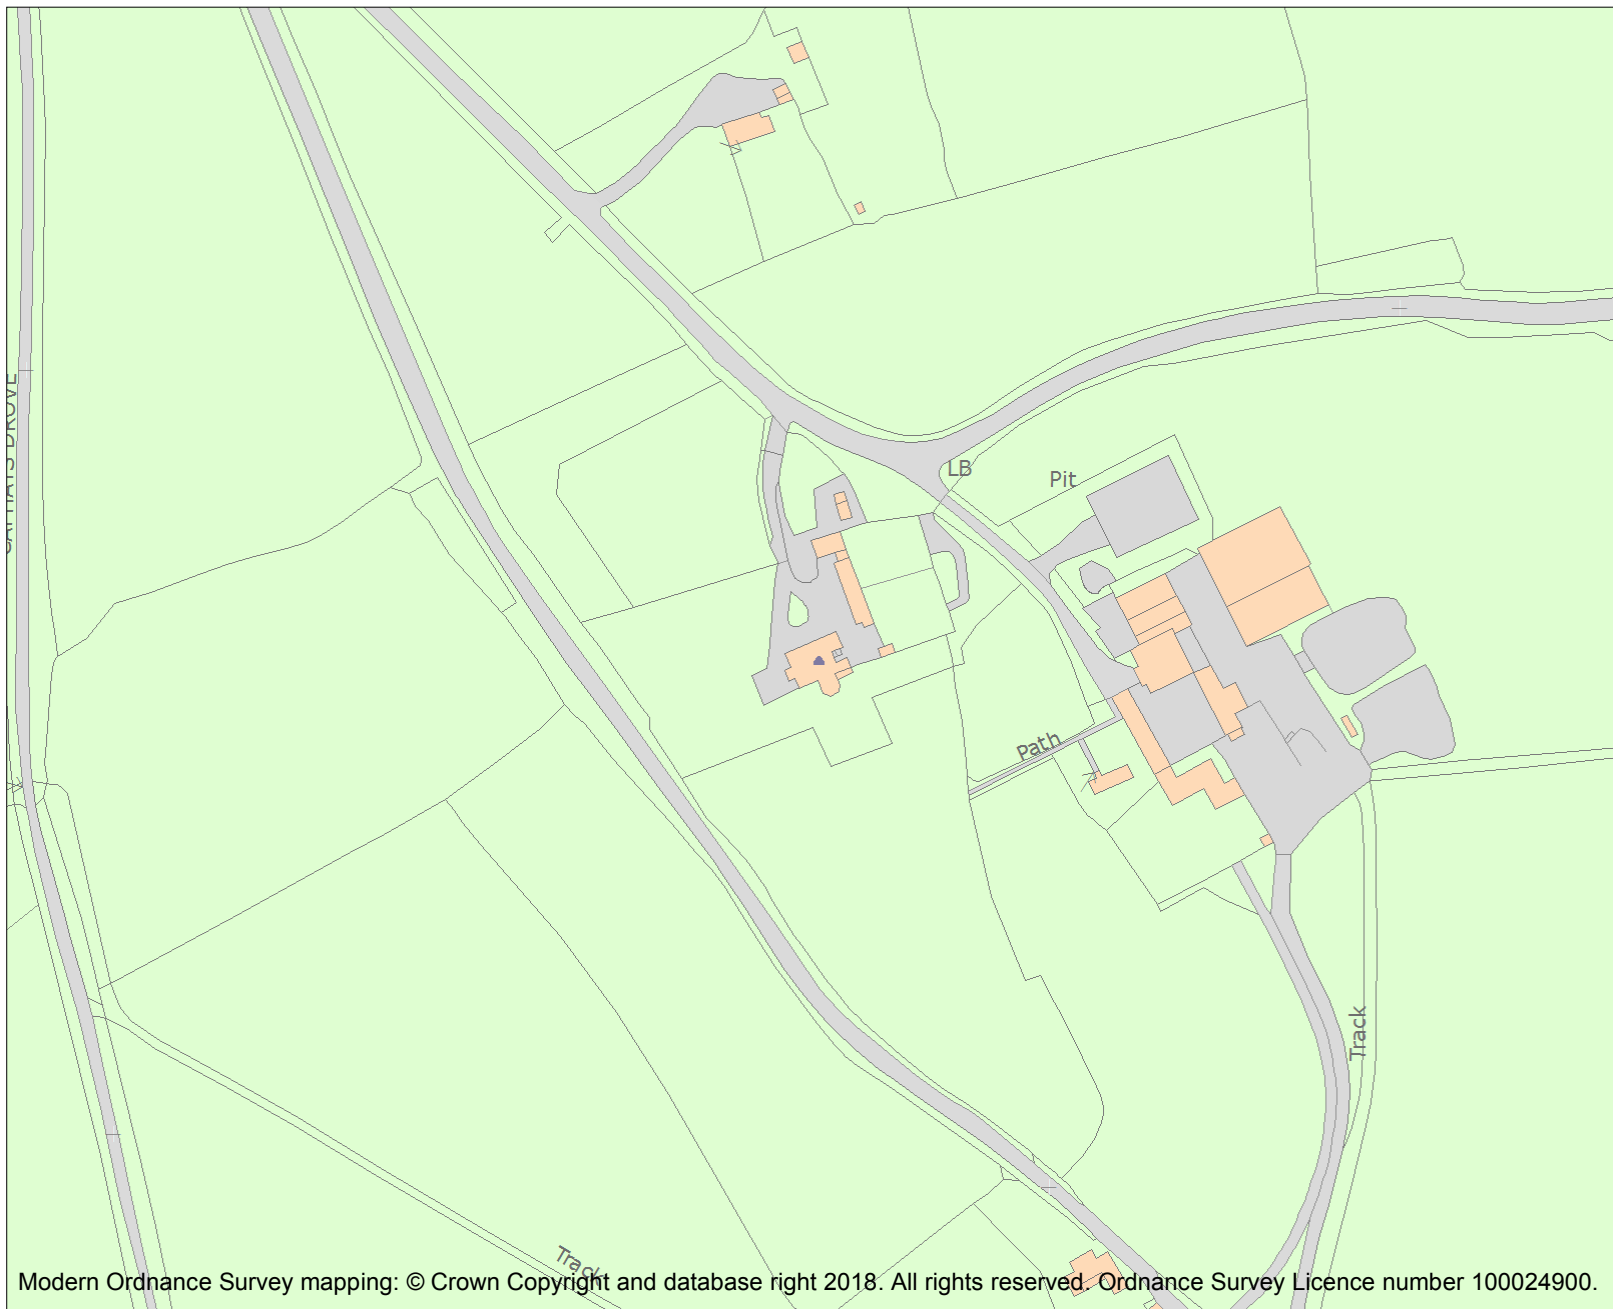 DROVE
LB
Pit
Path
Track
Track
Modern Ordnance Survey mapping: © Crown Copyright and database right 2018. All rights reserved. Ordnance Survey Licence number 100024900.